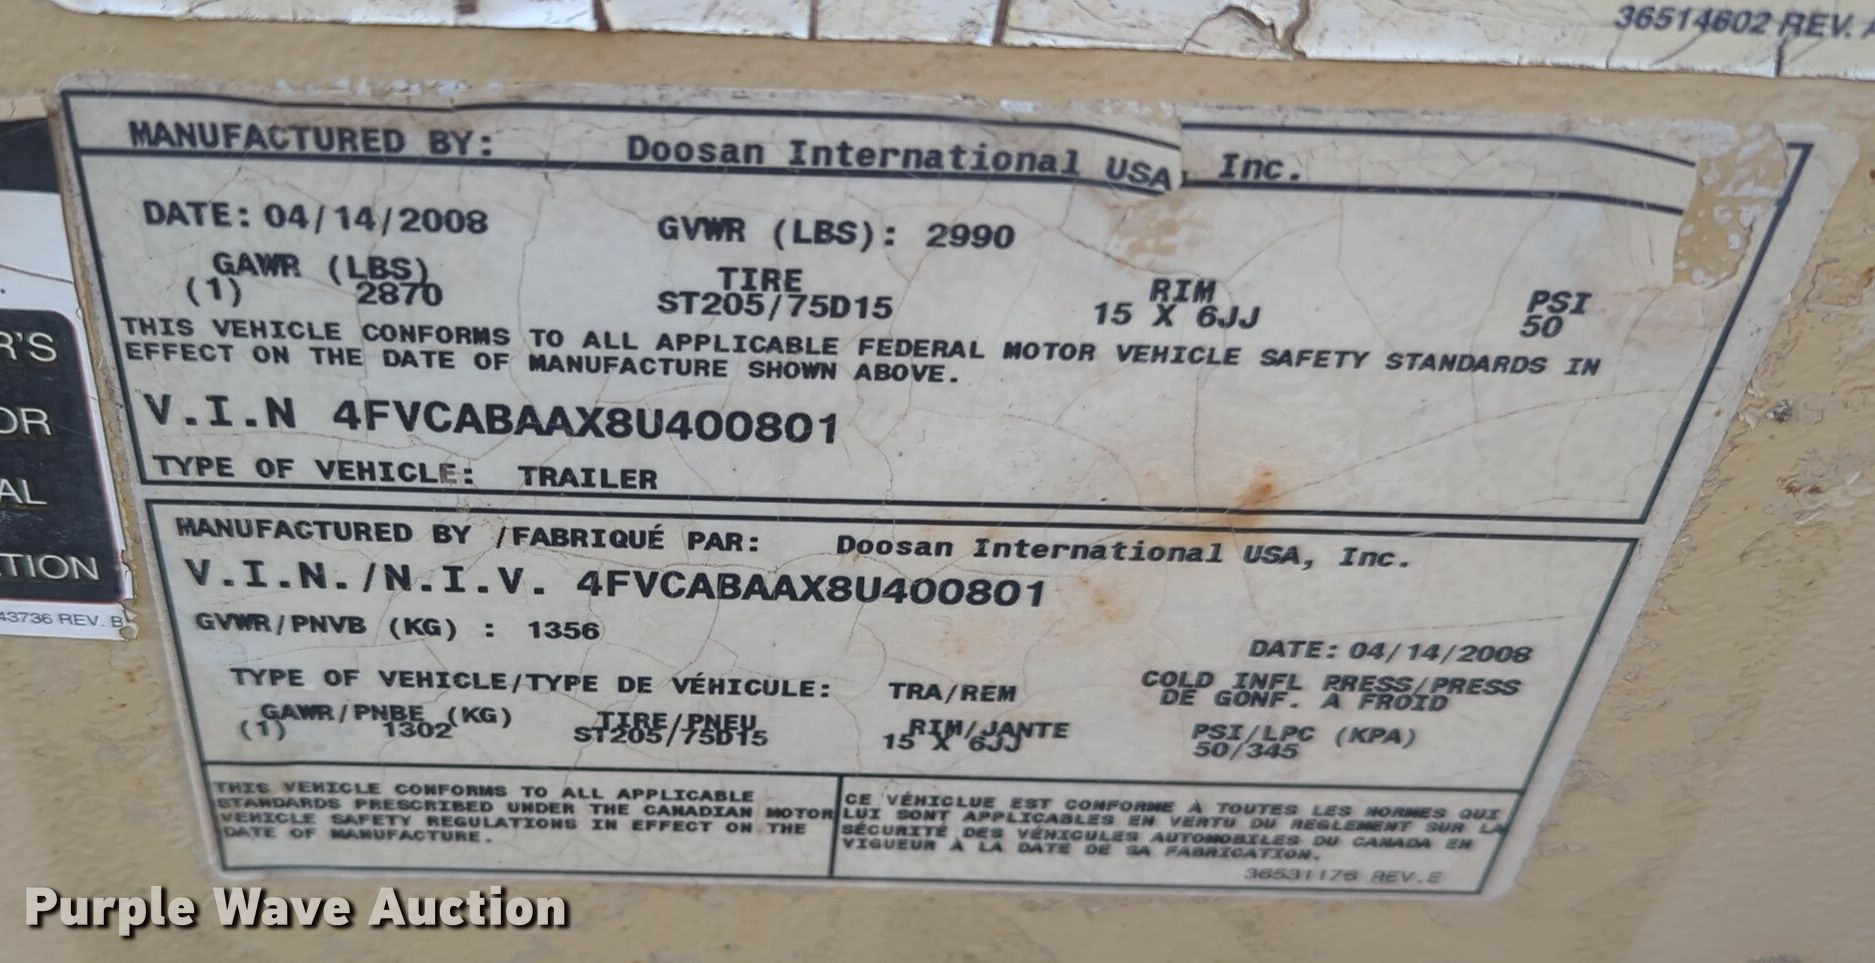 36514602 REV. A
MANUFACTURED BY: Doosan International USA, Inc.
DATE: 04/14/2008 GVWR (LBS): 2990
GAWR (LBS) TIRE RIM PSI
(1) 2870 ST205/75D15 15 X 6JJ 50
THIS VEHICLE CONFORMS TO ALL APPLICABLE FEDERAL MOTOR VEHICLE SAFETY STANDARDS IN
EFFECT ON THE DATE OF MANUFACTURE SHOWN ABOVE.
V.I.N 4FVCABAAX8U400801
TYPE OF VEHICLE: TRAILER
MANUFACTURED BY /FABRIQUÉ PAR: Doosan International USA, Inc.
V.I.N./N.I.V. 4FVCABAAX8U400801
GVWR/PNVB (KG) : 1356
DATE: 04/14/2008
TYPE OF VEHICLE/TYPE DE VÉHICULE: TRA/REM
COLD INFL PRESS/PRESS
DE GONF. A FROID
GAWR/PNBE (KG) TIRE/PNEU RIM/JANTE PSI/LPC (KPA)
(1) 1302 ST205/75D15 15 X 6JJ 50/345
THIS VEHICLE CONFORMS TO ALL APPLICABLE
STANDARDS PRESCRIBED UNDER THE CANADIAN MOTOR
VEHICLE SAFETY REGULATIONS IN EFFECT ON THE
DATE OF MANUFACTURE.
CE VÉHICLUE EST CONFORME À TOUTES LES NORMES QUI
LUI SONT APPLICABLES EN VERTU DU REGLEMENT SUR LA
SÉCURITÉ DES VÉHICULES AUTOMOBILES DU CANADA EN
VIGUEUR À LA DATE DE SA FABRICATION.
36531176 REV.E
R'S
OR
AL
TION
43736 REV. B
Purple Wave Auction